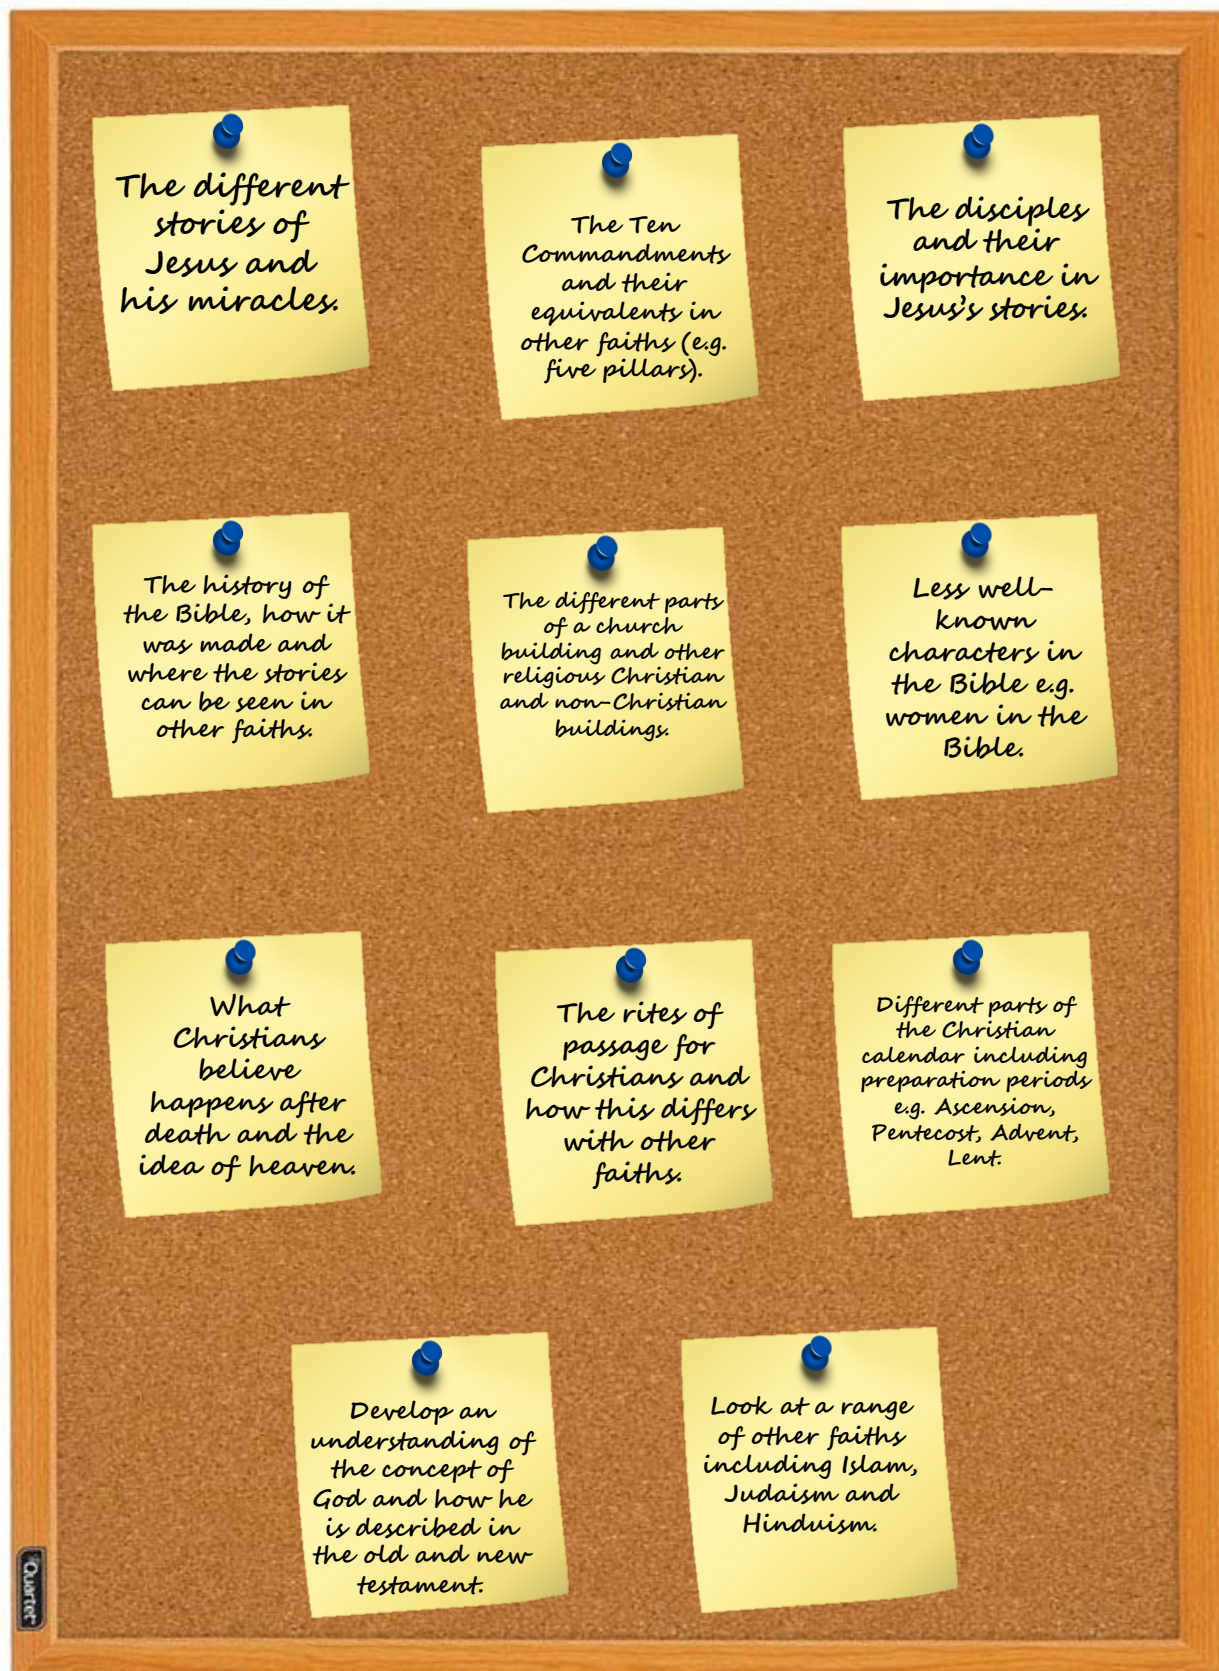 The different
stories of
Jesus and
his miracles.
The Ten
Commandments
and their
equivalents in
other faiths (e.g.
five pillars).
The disciples
and their
importance in
Jesus's stories.
The history of
the Bible, how it
was made and
where the stories
can be seen in
other faiths.
The different parts
of a church
building and other
religious Christian
and non-Christian
buildings.
Less well-
known
characters in
the Bible e.g.
women in the
Bible.
What
Christians
believe
happens after
death and the
idea of heaven.
The rites of
passage for
Christians and
how this differs
with other
faiths.
Different parts of
the Christian
calendar including
preparation periods
e.g. Ascension,
Pentecost, Advent,
Lent.
Develop an
understanding of
the concept of
God and how he
is described in
the old and new
testament.
Look at a range
of other faiths
including Islam,
Judaism and
Hinduism.
Quartet